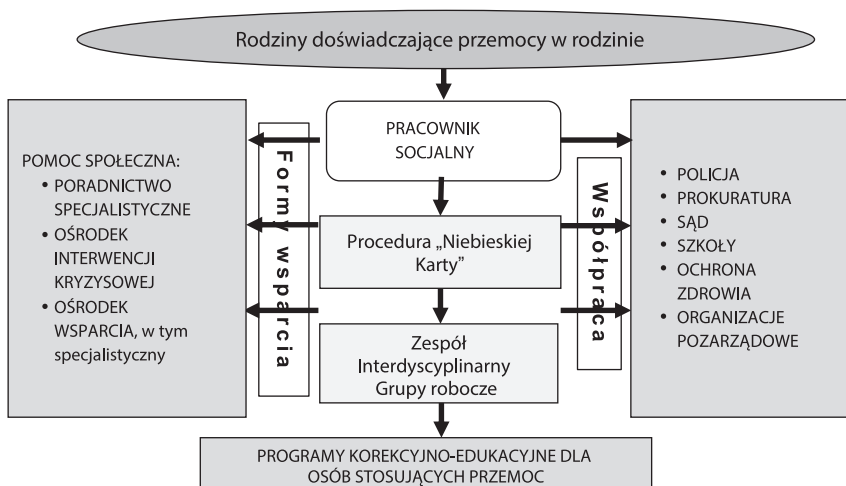 Rodziny doświadczające przemocy w rodzinie
PRACOWNIK
SOCJALNY
POMOC SPOŁECZNA:
• PORADNICTWO
SPECJALISTYCZNE
• OŚRODEK
INTERWENCJI
KRYZYSOWEJ
• OŚRODEK
WSPARCIA, w tym
specjalistyczny
Formy wsparcia
Procedura „Niebieskiej
Karty”
Zespół
Interdyscyplinarny
Grupy robocze
Współpraca
• POLICJA
• PROKURATURA
• SĄD
• SZKOŁY
• OCHRONA
ZDROWIA
• ORGANIZACJE
POZARZĄDOWE
PROGRAMY KOREKCYJNO-EDUKACYJNE DLA
OSÓB STOSUJĄCYCH PRZEMOC